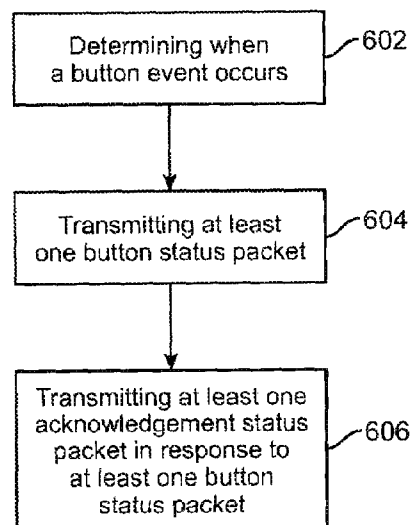 Determining when
a button event occurs
602
Transmitting at least
one button status packet
604
Transmitting at least one
acknowledgement status
packet in response to
at least one button
status packet
606